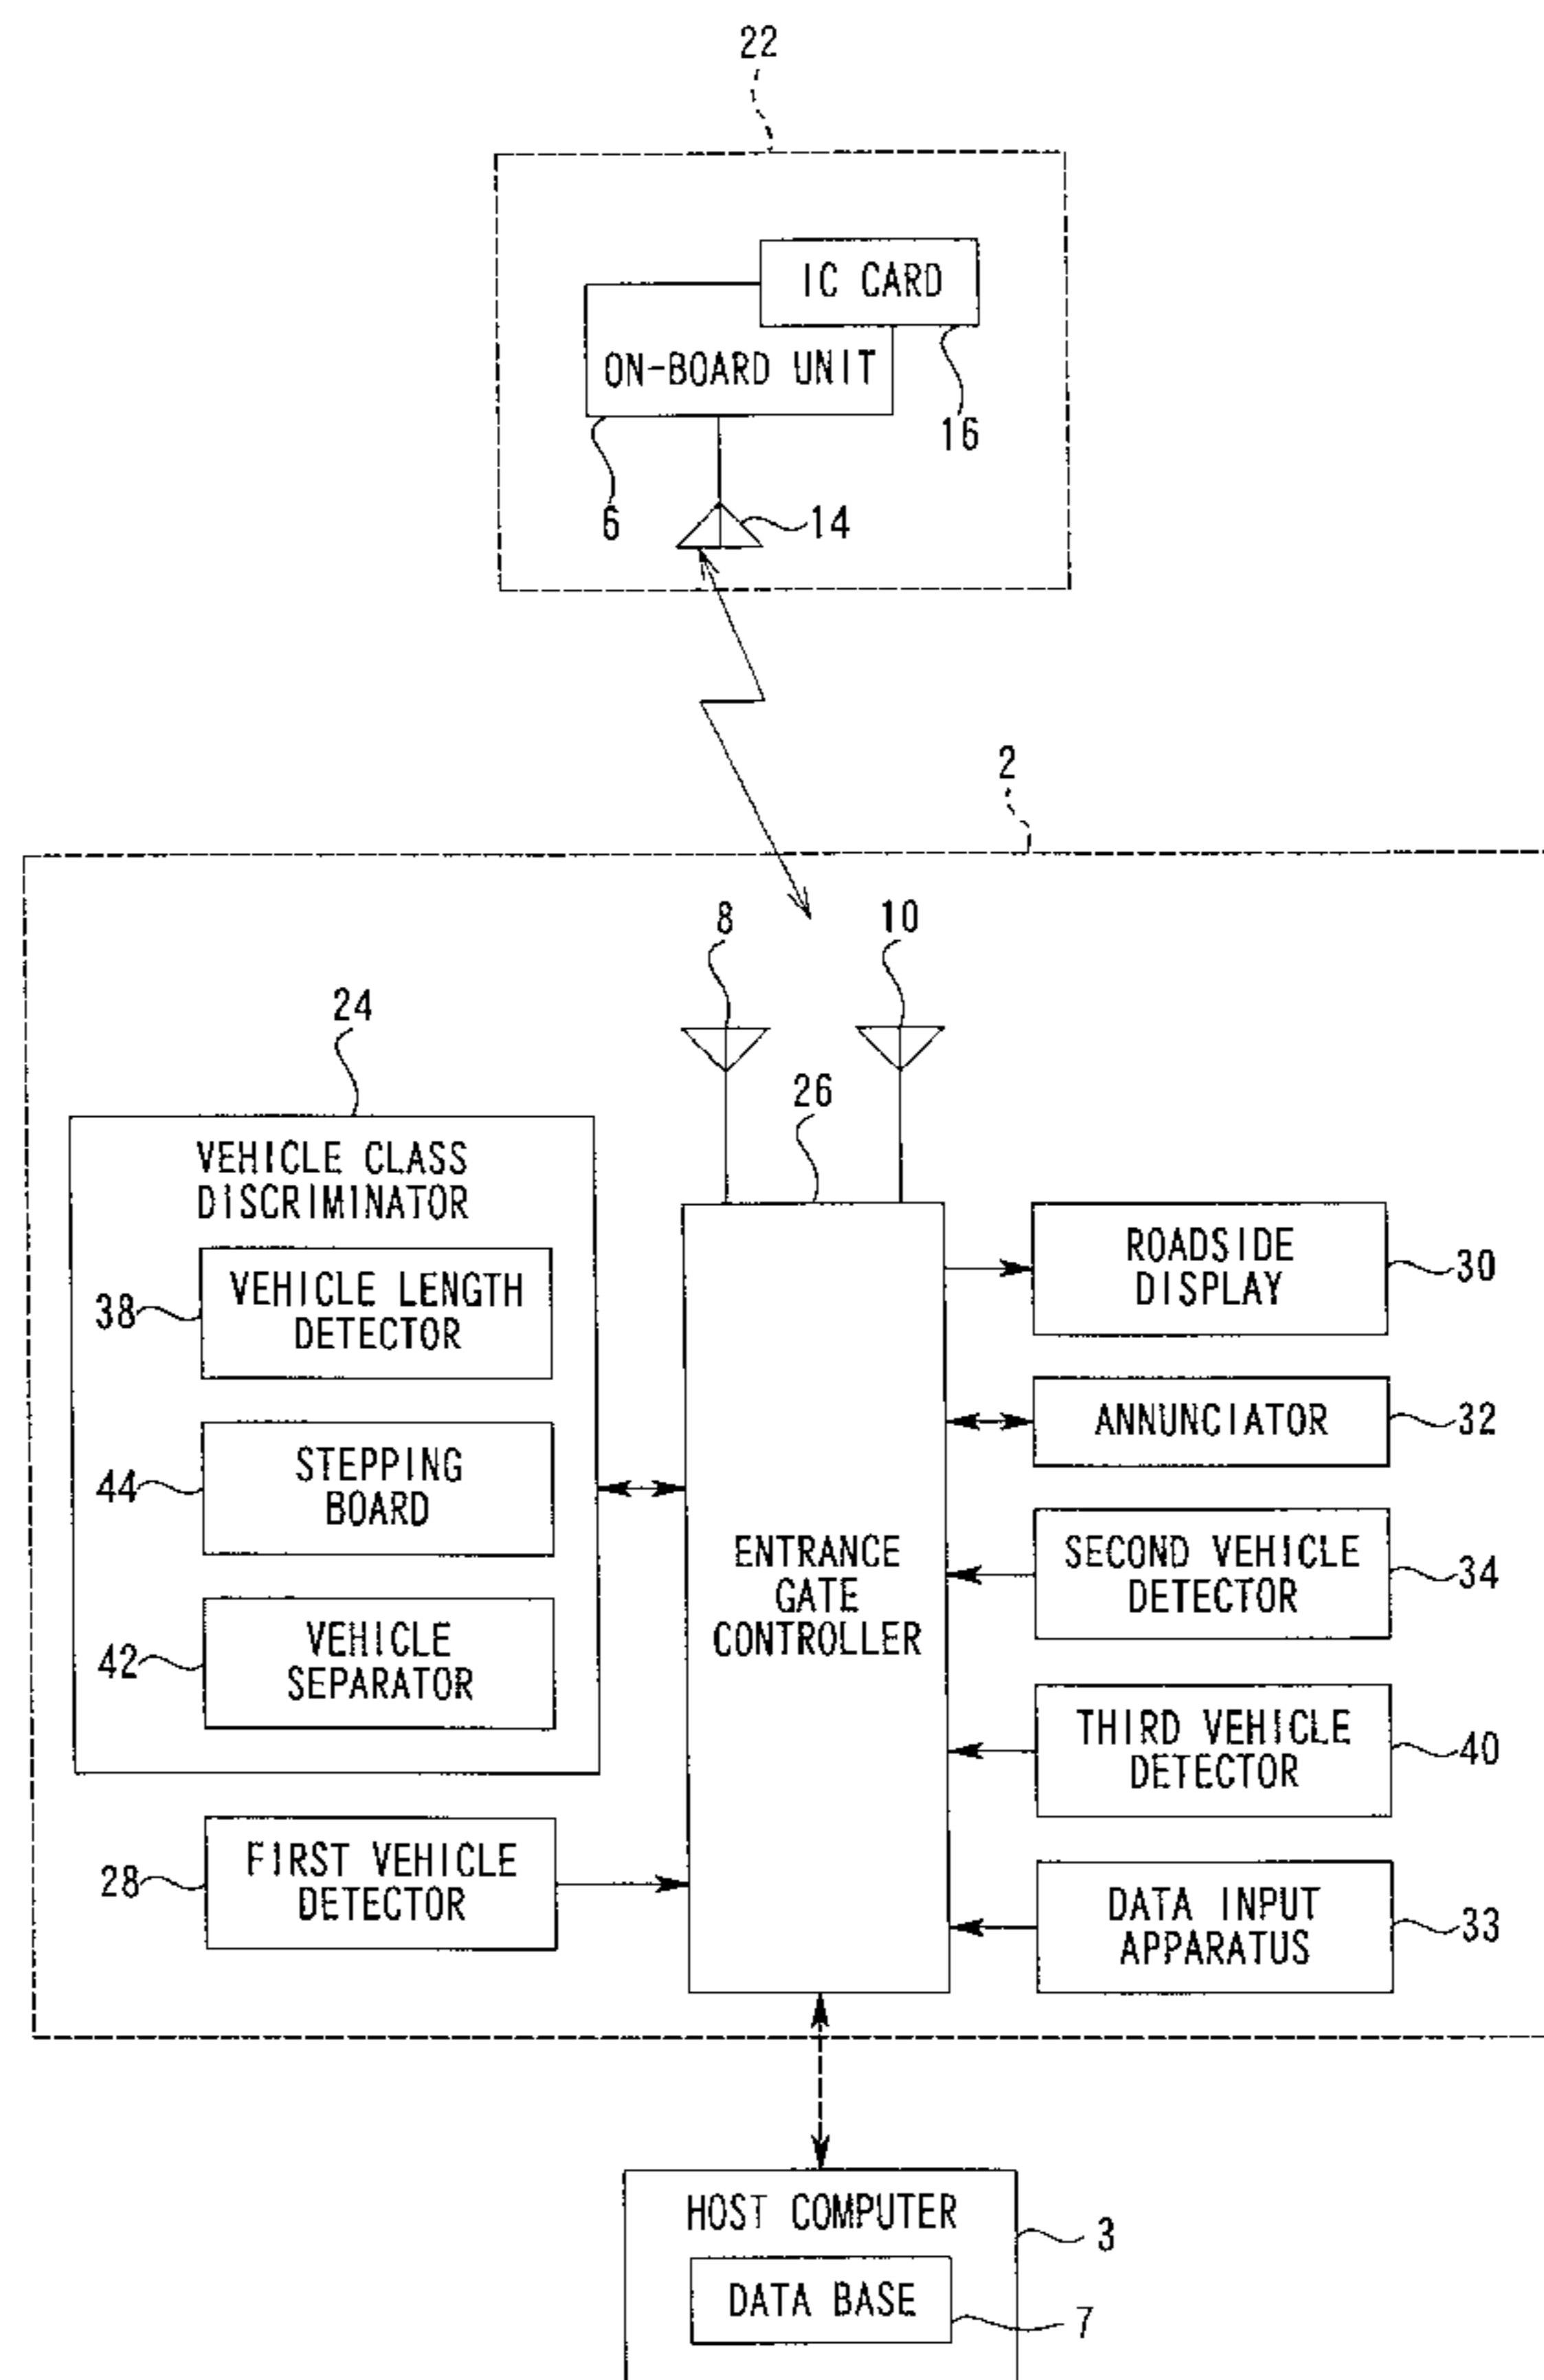 22
IC CARD
ON-BOARD UNIT
16
6
14
2
8
10
24
26
VEHICLE CLASS
DISCRIMINATOR
38
VEHICLE LENGTH
DETECTOR
44
STEPPING
BOARD
42
VEHICLE
SEPARATOR
28
FIRST VEHICLE
DETECTOR
ENTRANCE
GATE
CONTROLLER
ROADSIDE
DISPLAY
30
ANNUNCIATOR
32
SECOND VEHICLE
DETECTOR
34
THIRD VEHICLE
DETECTOR
40
DATA INPUT
APPARATUS
33
HOST COMPUTER
3
DATA BASE
7